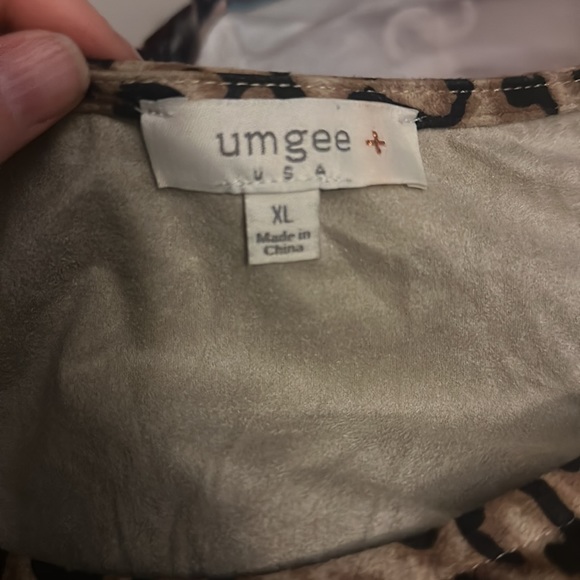 umgee +
U S A
XL
Made in
China